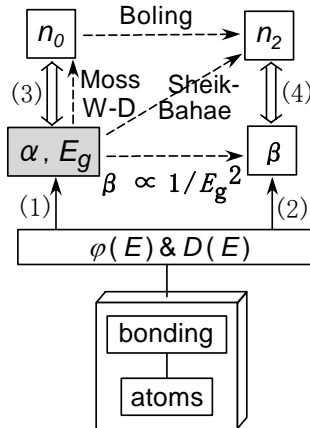 Boling
n0 n2
(3) Moss Sheik- (4)
W-D Bahae
α, Eg β
(1) β ∝ 1/Eg2 (2)
φ(E) & D(E)
bonding
atoms